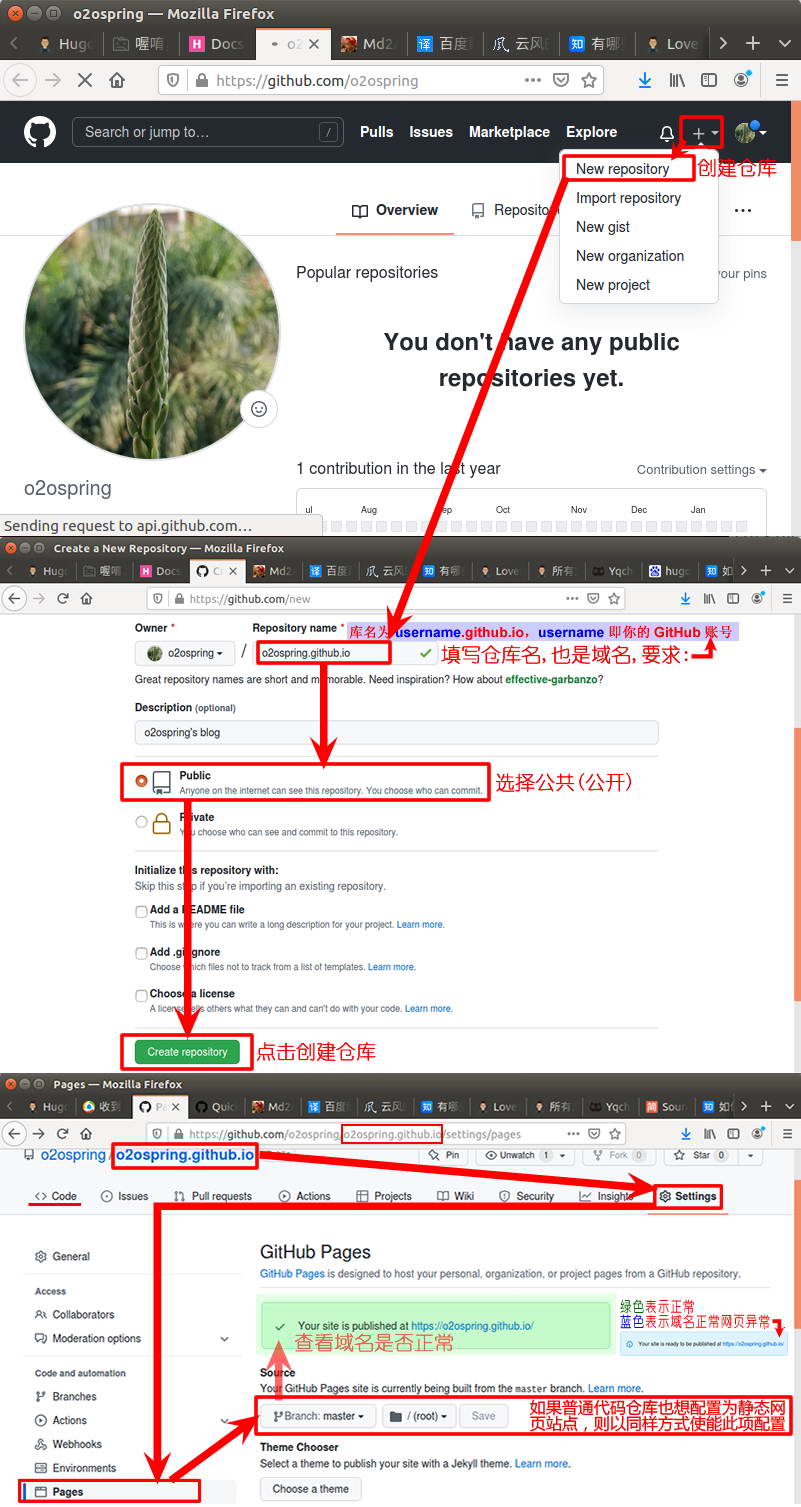 o2ospring — Mozilla Firefox
Hug
喔唷
Docs
o2
Md2
百度
云风
有哪
Love
https://github.com/o2ospring
Search or jump to…
/
Pulls
Issues
Marketplace
Explore
New repository
创建仓库
Import repository
New gist
New organization
New project
Overview
Reposito
Popular repositories
your pins
You don't have any public
repositories yet.
1 contribution in the last year
Contribution settings
o2ospring
ul Aug Sep Oct Nov Dec Jan
Sending request to api.github.com…
Create a New Repository — Mozilla Firefox
Hug
喔唷
Docs
Cr
Md2
百度
云风
有哪
Love
所有
Yqch
hugo
如
https://github.com/new
Owner *
Repository name *
库名为 username.github.io，username 即你的 GitHub 账号
o2ospring
/
o2ospring.github.io
填写仓库名,也是域名,要求:
Great repository names are short and memorable. Need inspiration? How about effective-garbanzo?
Description (optional)
o2ospring's blog
Public
Anyone on the internet can see this repository. You choose who can commit.
选择公共(公开)
Private
You choose who can see and commit to this repository.
Initialize this repository with:
Skip this step if you're importing an existing repository.
Add a README file
This is where you can write a long description for your project. Learn more.
Add .gitignore
Choose which files not to track from a list of templates. Learn more.
Choose a license
A license tells others what they can and can't do with your code. Learn more.
Create repository
点击创建仓库
Pages — Mozilla Firefox
Hug
收到
Pa
Quic
Md2
百度
云风
有哪
Love
所有
Yqch
Sour
如
https://github.com/o2ospring/o2ospring.github.io/settings/pages
o2ospring / o2ospring.github.io
Pin
Unwatch 1
Fork 0
Star 0
Code
Issues
Pull requests
Actions
Projects
Wiki
Security
Insights
Settings
General
Access
Collaborators
Moderation options
Code and automation
Branches
Actions
Webhooks
Environments
Pages
GitHub Pages
GitHub Pages is designed to host your personal, organization, or project pages from a GitHub repository.
Your site is published at https://o2ospring.github.io/
绿色表示正常
蓝色表示域名正常网页异常
Your site is ready to be published at https://o2ospring.github.io/
查看域名是否正常
Source
Your GitHub Pages site is currently being built from the master branch. Learn more.
Branch: master
/ (root)
Save
如果普通代码仓库也想配置为静态网
页站点，则以同样方式使能此项配置
Theme Chooser
Select a theme to publish your site with a Jekyll theme. Learn more.
Choose a theme